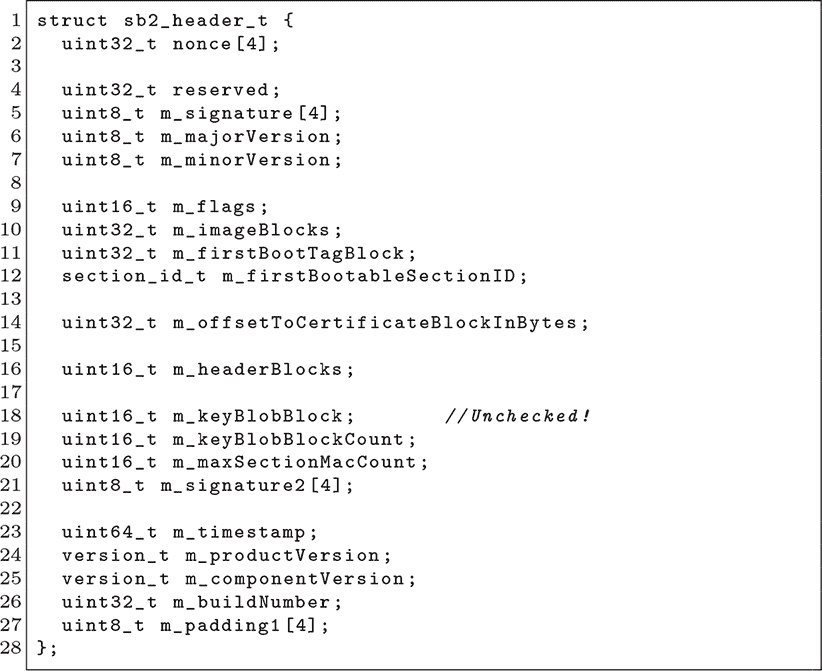 1 struct sb2_header_t {
2 uint32_t nonce[4];
3
4 uint32_t reserved;
5 uint8_t m_signature[4];
6 uint8_t m_majorVersion;
7 uint8_t m_minorVersion;
8
9 uint16_t m_flags;
10 uint32_t m_imageBlocks;
11 uint32_t m_firstBootTagBlock;
12 section_id_t m_firstBootableSectionID;
13
14 uint32_t m_offsetToCertificateBlockInBytes;
15
16 uint16_t m_headerBlocks;
17
18 uint16_t m_keyBlobBlock; //Unchecked!
19 uint16_t m_keyBlobBlockCount;
20 uint16_t m_maxSectionMacCount;
21 uint8_t m_signature2[4];
22
23 uint64_t m_timestamp;
24 version_t m_productVersion;
25 version_t m_componentVersion;
26 uint32_t m_buildNumber;
27 uint8_t m_padding1[4];
28 };